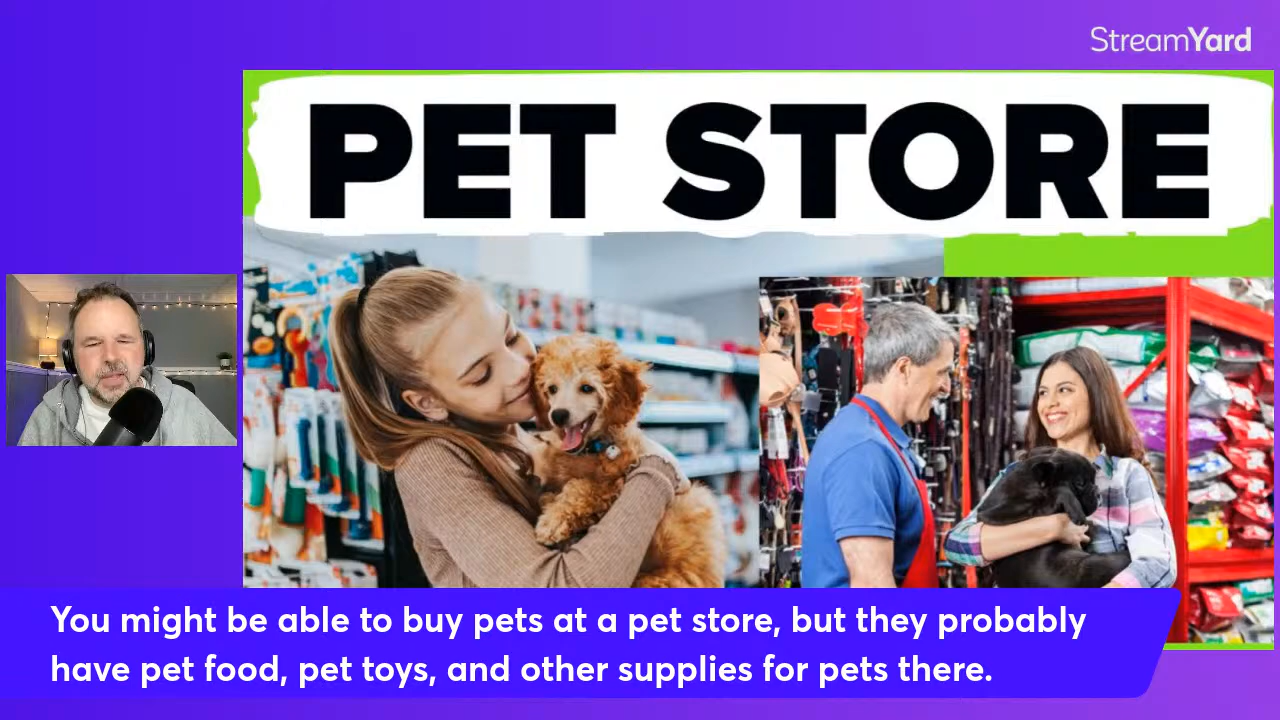 StreamYard
PET STORE
You might be able to buy pets at a pet store, but they probably
have pet food, pet toys, and other supplies for pets there.